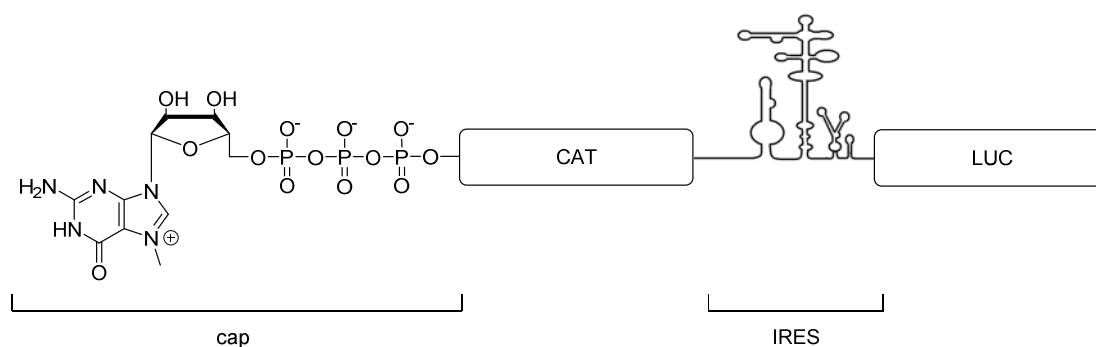 OH OH
O- O- O-
O O P O P O P O CAT LUC
O O O
H2N N N
HN N ⊕
O
cap IRES